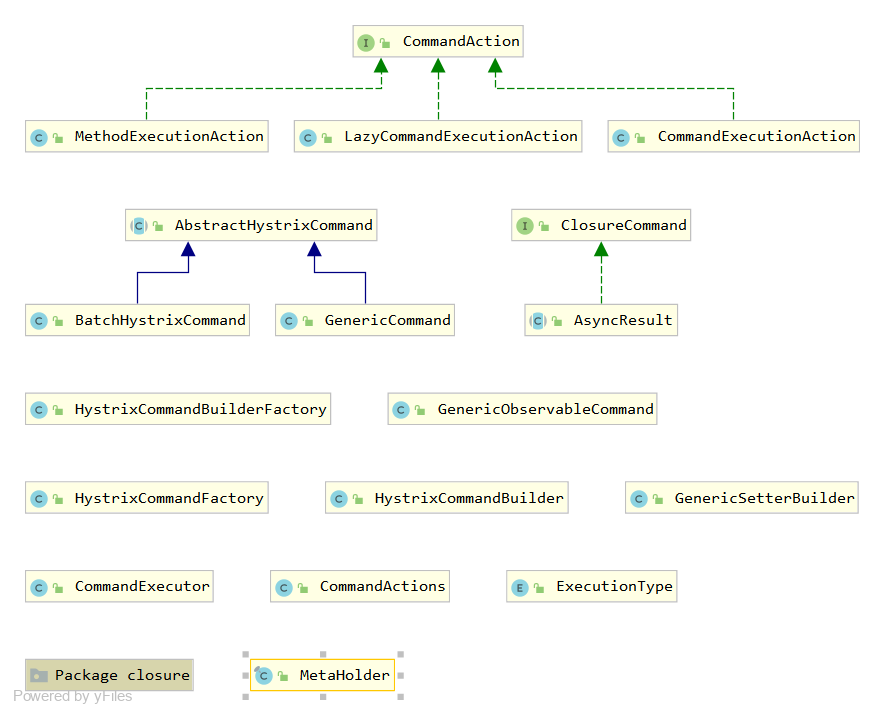 I CommandAction
C MethodExecutionAction C LazyCommandExecutionAction C CommandExecutionAction
C AbstractHystrixCommand I ClosureCommand
C BatchHystrixCommand C GenericCommand C AsyncResult
C HystrixCommandBuilderFactory C GenericObservableCommand
C HystrixCommandFactory C HystrixCommandBuilder C GenericSetterBuilder
C CommandExecutor C CommandActions E ExecutionType
Package closure C MetaHolder
Powered by yFiles